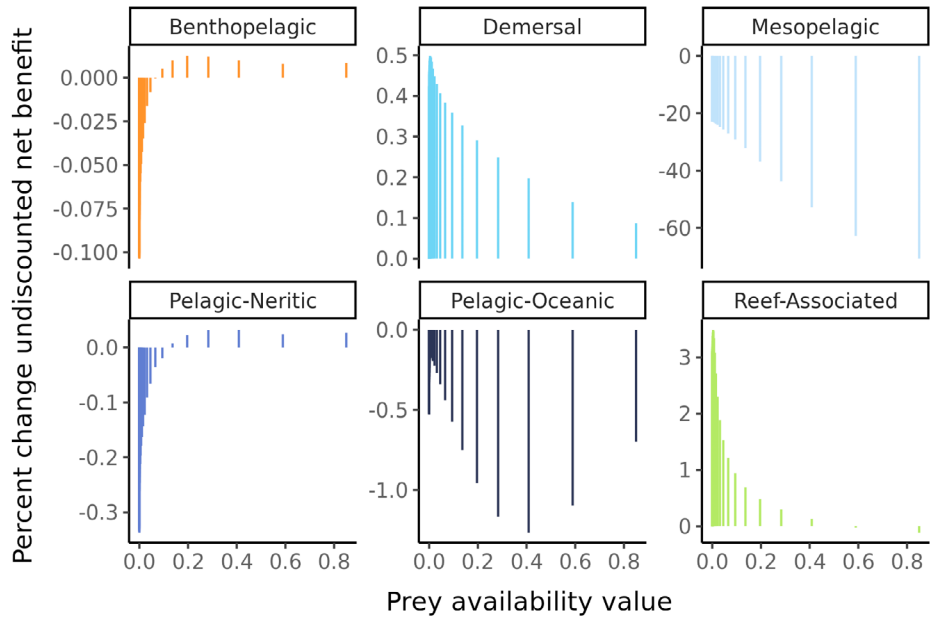 Percent change undiscounted net benefit
Benthopelagic
0.000
-0.025
-0.050
-0.075
-0.100
Demersal
0.5
0.4
0.3
0.2
0.1
0.0
Mesopelagic
0
-20
-40
-60
Pelagic-Neritic
0.0
-0.1
-0.2
-0.3
0.0 0.2 0.4 0.6 0.8
Pelagic-Oceanic
0.0
-0.5
-1.0
0.0 0.2 0.4 0.6 0.8
Reef-Associated
3
2
1
0
0.0 0.2 0.4 0.6 0.8
Prey availability value